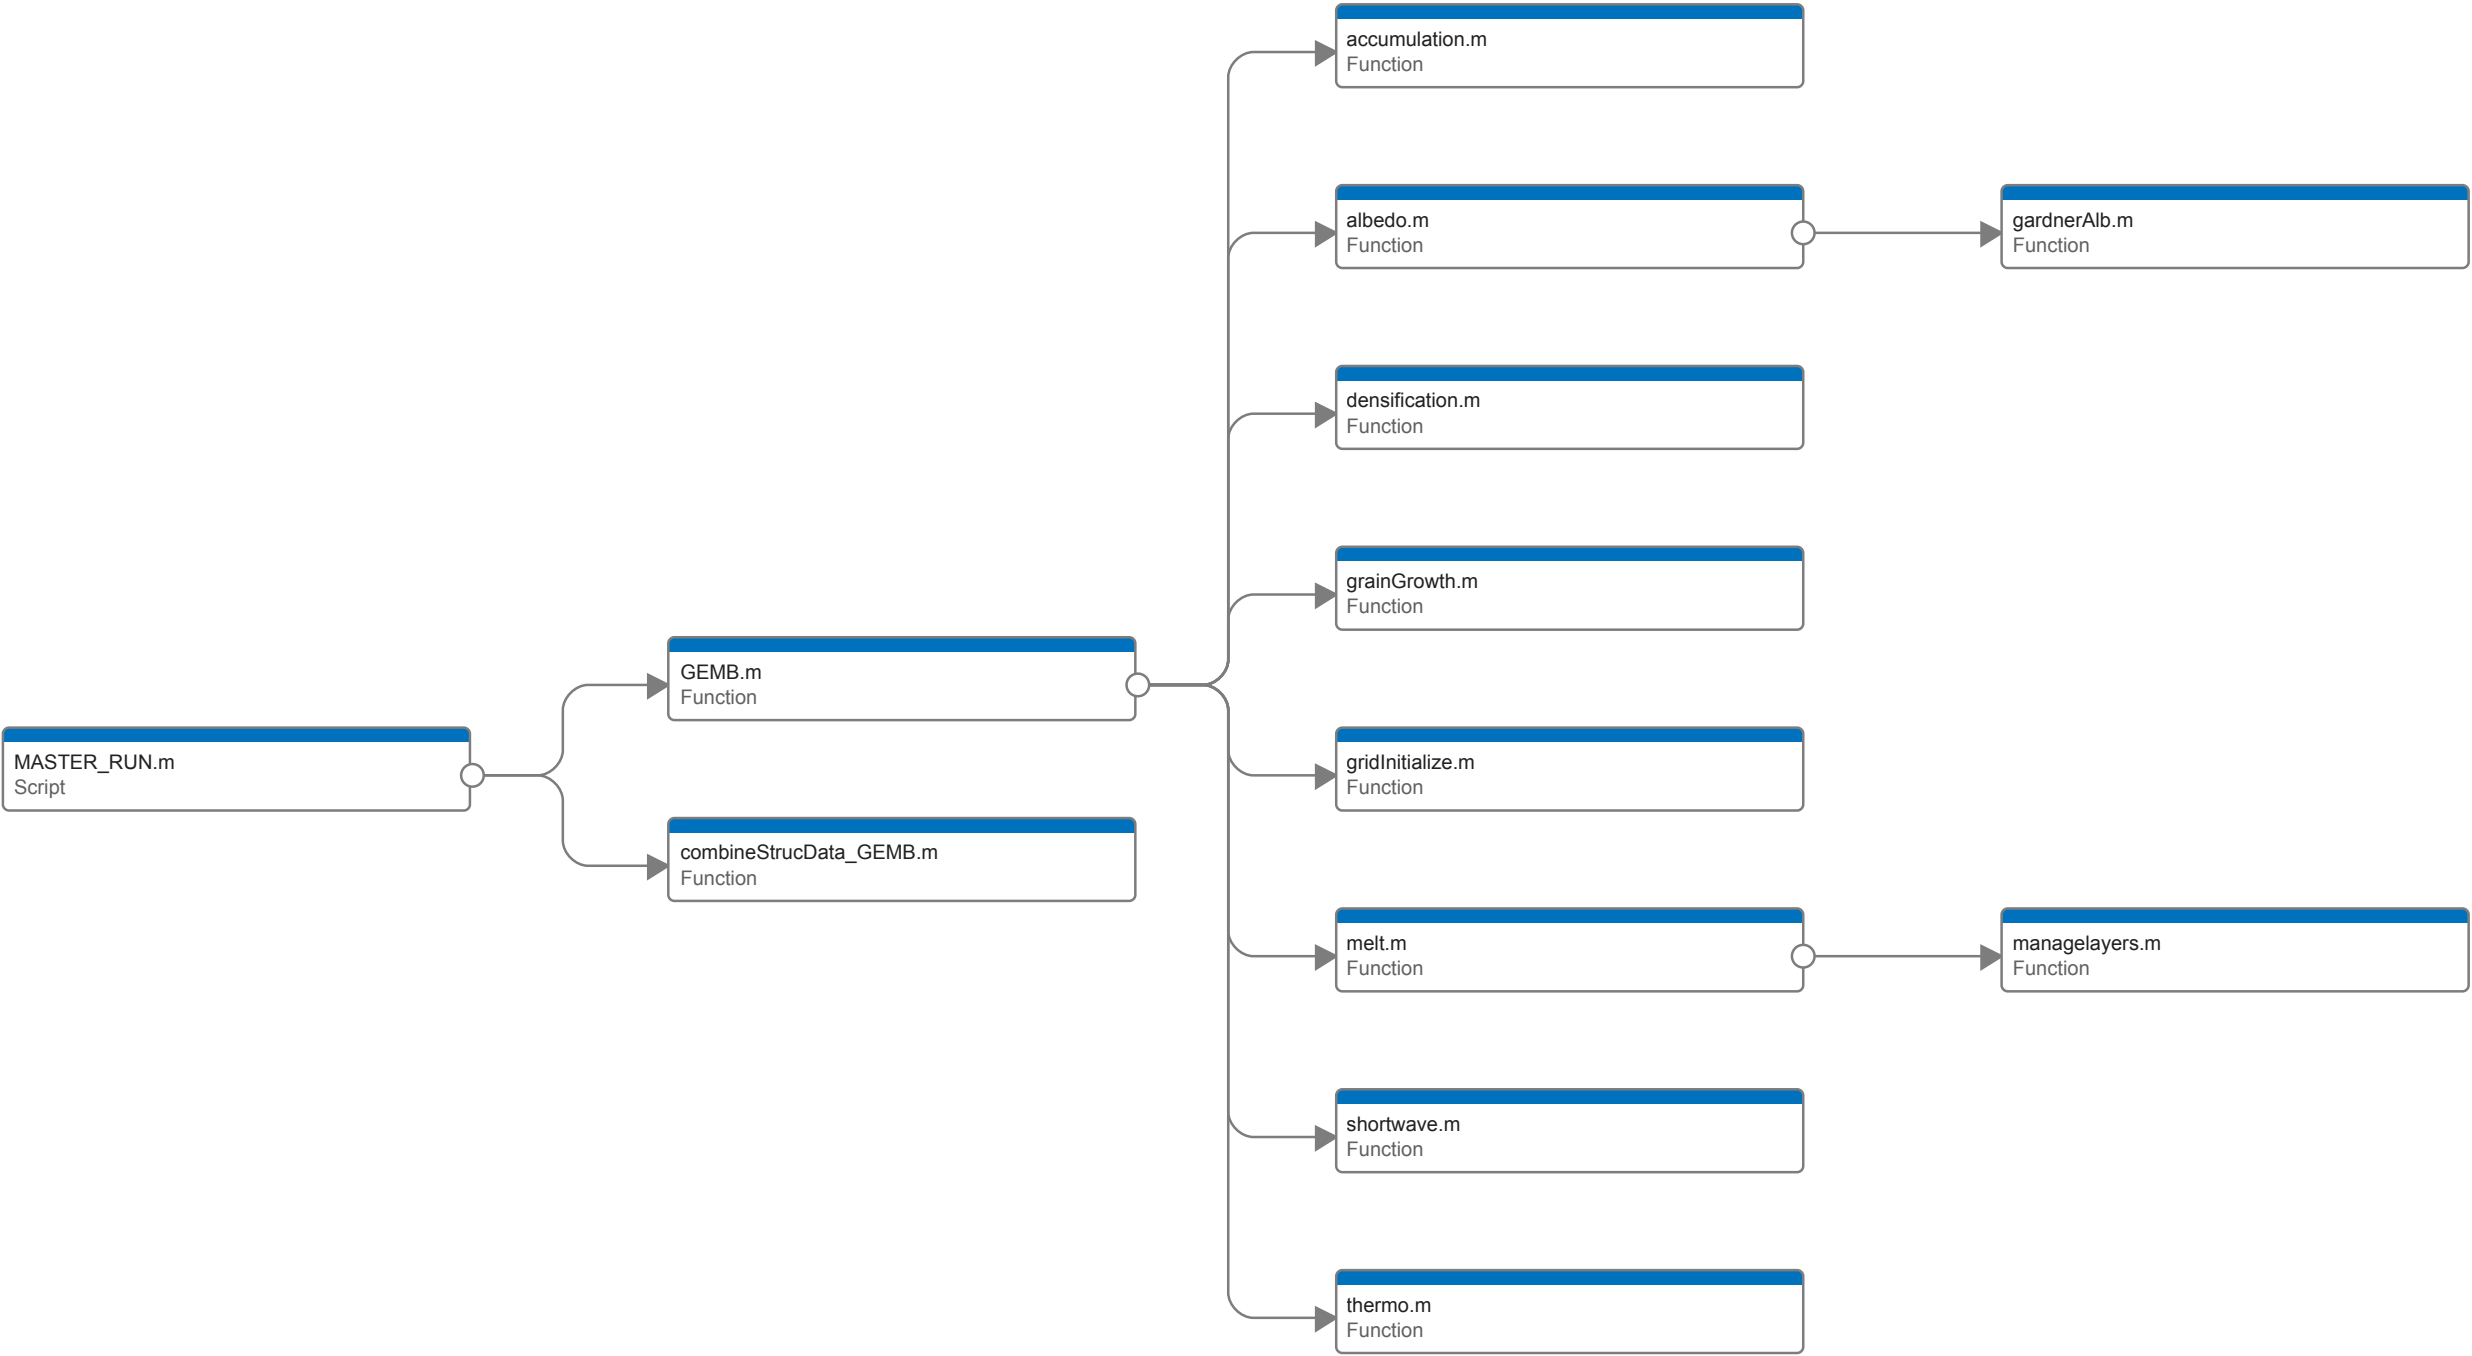 accumulation.m
Function
albedo.m
Function
gardnerAlb.m
Function
densification.m
Function
grainGrowth.m
Function
GEMB.m
Function
MASTER_RUN.m
Script
gridInitialize.m
Function
combineStrucData_GEMB.m
Function
melt.m
Function
managelayers.m
Function
shortwave.m
Function
thermo.m
Function